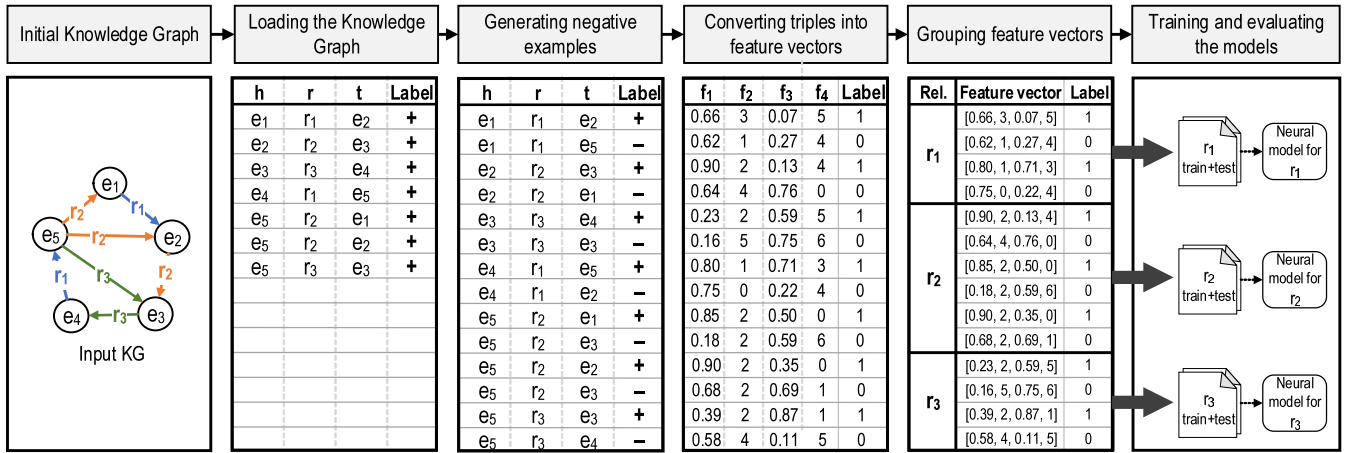 Initial Knowledge Graph
Loading the Knowledge
Graph
Generating negative
examples
Converting triples into
feature vectors
Grouping feature vectors
Training and evaluating
the models
e1
r2
r1
e5
r2
e2
r1
r3
r2
e4
r3
e3
Input KG
h r t Label
e1 r1 e2 +
e2 r2 e3 +
e3 r3 e4 +
e4 r1 e5 +
e5 r2 e1 +
e5 r2 e2 +
e5 r3 e3 +
h r t Label
e1 r1 e2 +
e1 r1 e5 –
e2 r2 e3 +
e2 r2 e1 –
e3 r3 e4 +
e3 r3 e3 –
e4 r1 e5 +
e4 r1 e2 –
e5 r2 e1 +
e5 r2 e3 –
e5 r2 e2 +
e5 r2 e3 –
e5 r3 e3 +
e5 r3 e4 –
f1 f2 f3 f4 Label
0.66 3 0.07 5 1
0.62 1 0.27 4 0
0.90 2 0.13 4 1
0.64 4 0.76 0 0
0.23 2 0.59 5 1
0.16 5 0.75 6 0
0.80 1 0.71 3 1
0.75 0 0.22 4 0
0.85 2 0.50 0 1
0.18 2 0.59 6 0
0.90 2 0.35 0 1
0.68 2 0.69 1 0
0.39 2 0.87 1 1
0.58 4 0.11 5 0
Rel. Feature vector Label
r1
[0.66, 3, 0.07, 5] 1
[0.62, 1, 0.27, 4] 0
[0.80, 1, 0.71, 3] 1
[0.75, 0, 0.22, 4] 0
r2
[0.90, 2, 0.13, 4] 1
[0.64, 4, 0.76, 0] 0
[0.85, 2, 0.50, 0] 1
[0.18, 2, 0.59, 6] 0
[0.90, 2, 0.35, 0] 1
[0.68, 2, 0.69, 1] 0
r3
[0.23, 2, 0.59, 5] 1
[0.16, 5, 0.75, 6] 0
[0.39, 2, 0.87, 1] 1
[0.58, 4, 0.11, 5] 0
r1
train+test
Neural
model for
r1
r2
train+test
Neural
model for
r2
r3
train+test
Neural
model for
r3